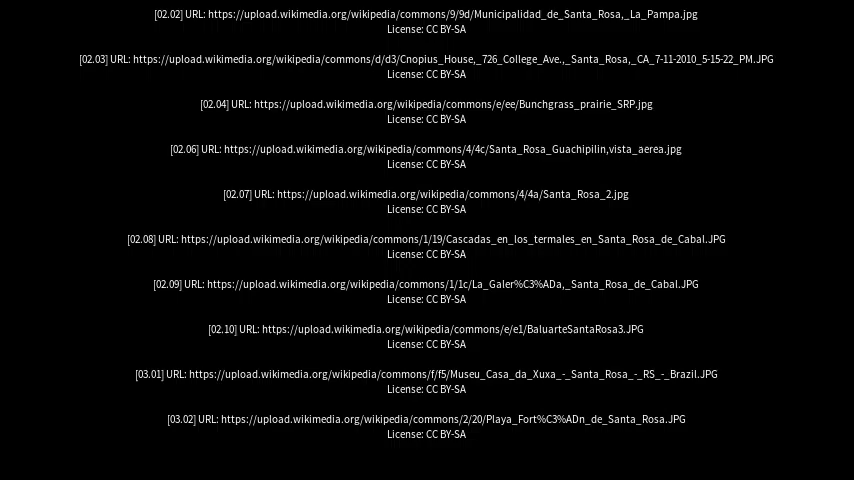 [02.02] URL: https://upload.wikimedia.org/wikipedia/commons/9/9d/Municipalidad_de_Santa_Rosa,_La_Pampa.jpg
License: CC BY-SA
[02.03] URL: https://upload.wikimedia.org/wikipedia/commons/d/d3/Cnopius_House,_726_College_Ave.,_Santa_Rosa,_CA_7-11-2010_5-15-22_PM.JPG
License: CC BY-SA
[02.04] URL: https://upload.wikimedia.org/wikipedia/commons/e/ee/Bunchgrass_prairie_SRP.jpg
License: CC BY-SA
[02.06] URL: https://upload.wikimedia.org/wikipedia/commons/4/4c/Santa_Rosa_Guachipilin,vista_aerea.jpg
License: CC BY-SA
[02.07] URL: https://upload.wikimedia.org/wikipedia/commons/4/4a/Santa_Rosa_2.jpg
License: CC BY-SA
[02.08] URL: https://upload.wikimedia.org/wikipedia/commons/1/19/Cascadas_en_los_termales_en_Santa_Rosa_de_Cabal.JPG
License: CC BY-SA
[02.09] URL: https://upload.wikimedia.org/wikipedia/commons/1/1c/La_Galer%C3%ADa,_Santa_Rosa_de_Cabal.JPG
License: CC BY-SA
[02.10] URL: https://upload.wikimedia.org/wikipedia/commons/e/e1/BaluarteSantaRosa3.JPG
License: CC BY-SA
[03.01] URL: https://upload.wikimedia.org/wikipedia/commons/f/f5/Museu_Casa_da_Xuxa_-_Santa_Rosa_-_RS_-_Brazil.JPG
License: CC BY-SA
[03.02] URL: https://upload.wikimedia.org/wikipedia/commons/2/20/Playa_Fort%C3%ADn_de_Santa_Rosa.JPG
License: CC BY-SA